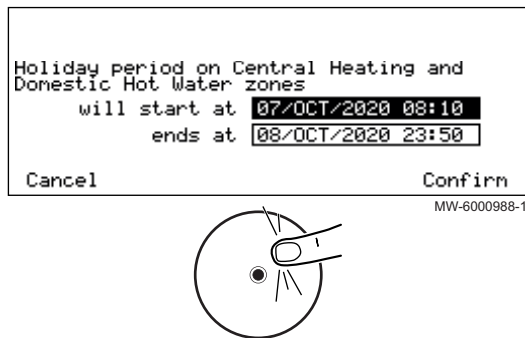 Holiday period on Central Heating and
Domestic Hot Water zones
will start at 07/OCT/2020 08:10
ends at 08/OCT/2020 23:50
Cancel Confirm
MW-6000988-1